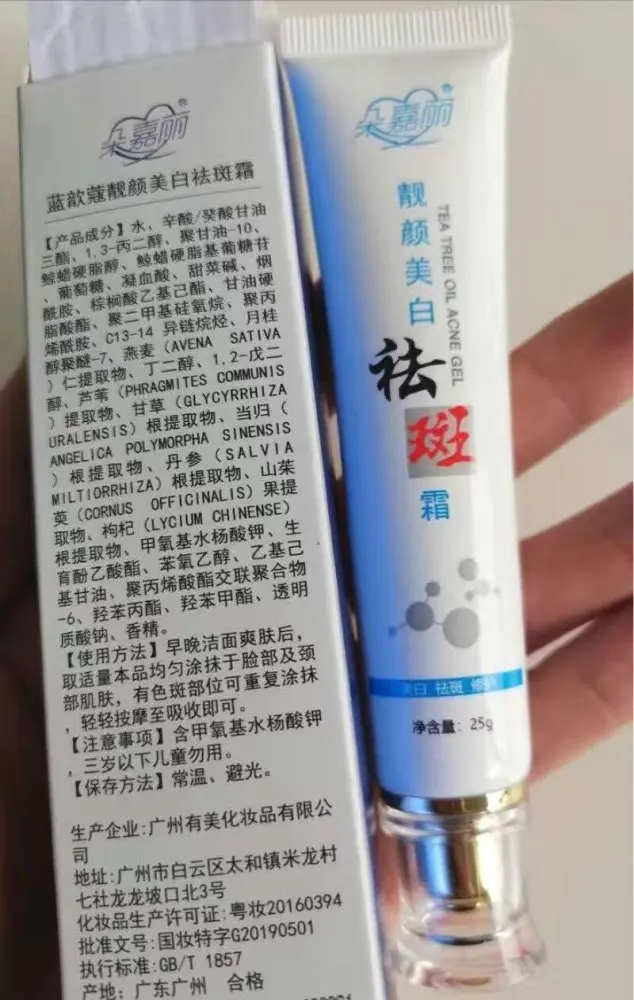 朵嘉丽®
蓝歆蔻靓颜美白祛斑霜
【产品成分】水、辛酸/癸酸甘油
三酯、1,3-丙二醇、聚甘油-10、
鲸蜡硬脂醇、鲸蜡硬脂基葡糖苷
、葡萄糖、凝血酸、甜菜碱、烟
酰胺、棕榈酸乙基己酯、甘油硬
脂酸酯、聚二甲基硅氧烷、聚丙
烯酰胺、C13-14 异链烷烃、月桂
醇聚醚-7、燕麦(AVENA SATIVA
)仁提取物、丁二醇、1,2-戊二
醇、芦苇(PHRAGMITES COMMUNIS
)提取物、甘草(GLYCYRRHIZA
URALENSIS)根提取物、当归(
ANGELICA POLYMORPHA SINENSIS
)根提取物、丹参(SALVIA
MILTIORRHIZA)根提取物、山茱
萸(CORNUS OFFICINALIS)果提
取物、枸杞(LYCIUM CHINENSE)
根提取物、甲氧基水杨酸钾、生
育酚乙酸酯、苯氧乙醇、乙基己
基甘油、聚丙烯酸酯交联聚合物
-6、羟苯丙酯、羟苯甲酯、透明
质酸钠、香精。
【使用方法】早晚洁面爽肤后，
取适量本品均匀涂抹于脸部及颈
部肌肤，有色斑部位可重复涂抹
，轻轻按摩至吸收即可。
【注意事项】含甲氧基水杨酸钾
，三岁以下儿童勿用。
【保存方法】常温、避光。
生产企业:广州有美化妆品有限公
司
地址:广州市白云区太和镇米龙村
七社龙龙坡口北3号
化妆品生产许可证:粤妆20160394
批准文号:国妆特字G20190501
执行标准:GB/T 1857
产地: 广东广州 合格
朵嘉丽®
靓颜美白
TEA TREE OIL ACNE GEL
祛
斑
霜
美白 祛斑
净含量: 25g